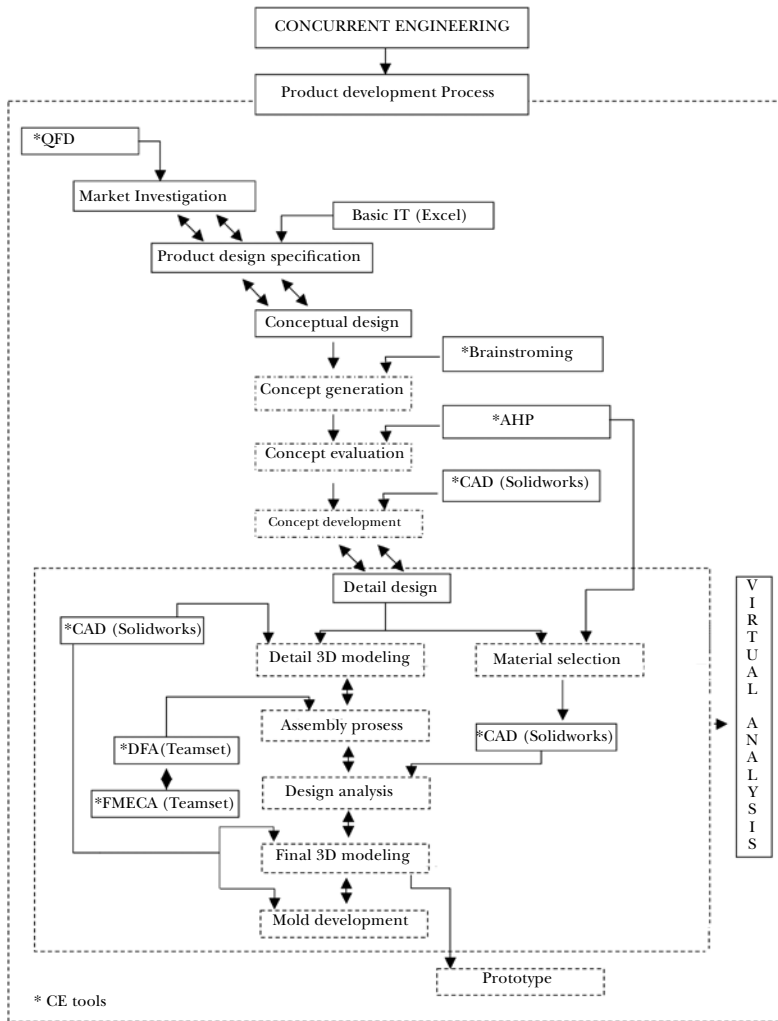 CONCURRENT ENGINEERING
Product development Process
*QFD
Market Investigation
Basic IT (Excel)
Product design specification
Conceptual design
*Brainstroming
Concept generation
*AHP
Concept evaluation
*CAD (Solidworks)
Concept development
Detail design
*CAD (Solidworks)
Detail 3D modeling
Material selection
Assembly prosess
*CAD (Solidworks)
*DFA(Teamset)
Design analysis
*FMECA (Teamset)
Final 3D modeling
Mold development
Prototype
* CE tools
VIRTUAL ANALYSIS